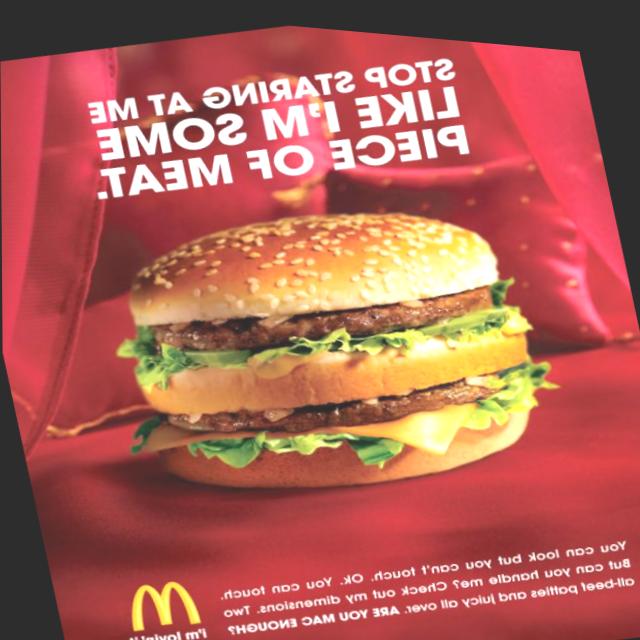 STOP STARING AT ME
LIKE I'M SOME
PIECE OF MEAT.
You can look but you can't touch. Ok. You can touch.
But can you handle me? Check out my dimensions. Two
all-beef patties and all juicy all over. ARE YOU MAC ENOUGH?
i'm lovin' it